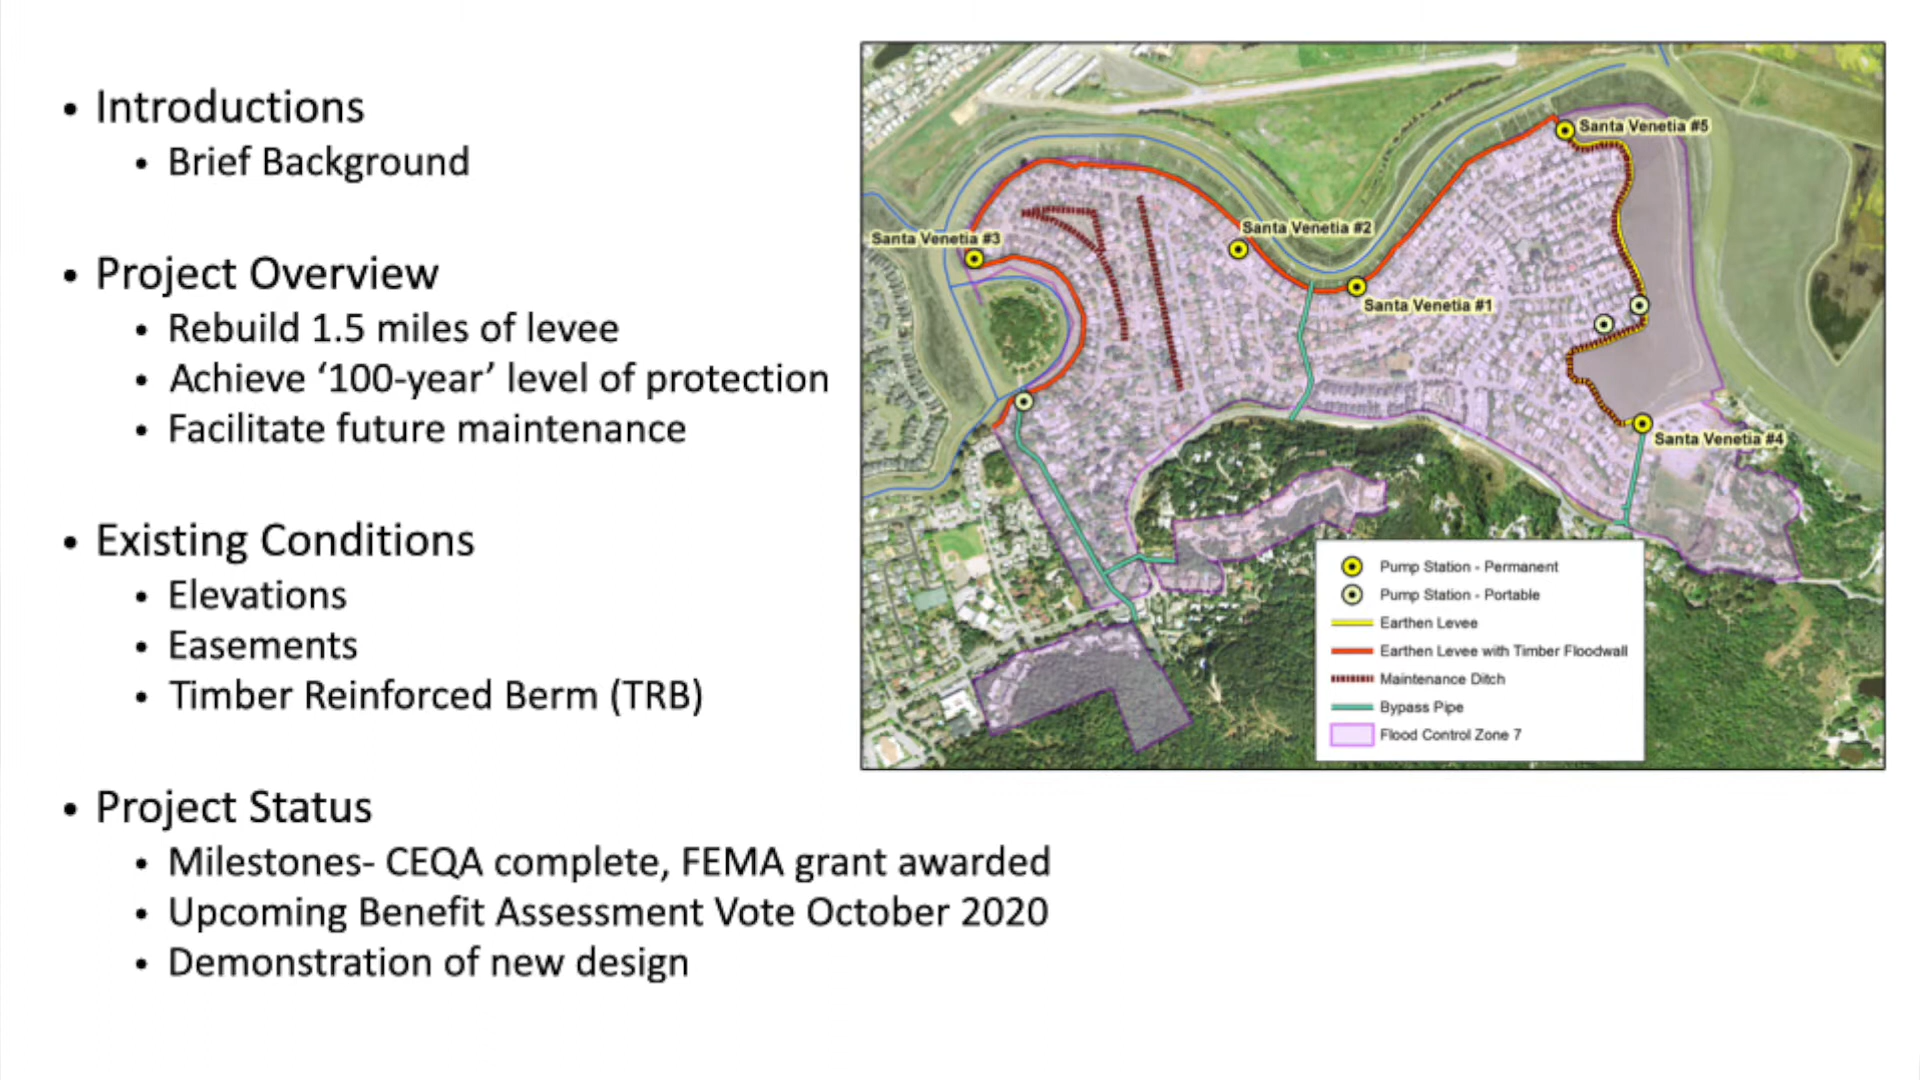 • Introductions
• Brief Background
• Project Overview
• Rebuild 1.5 miles of levee
• Achieve ‘100-year’ level of protection
• Facilitate future maintenance
• Existing Conditions
• Elevations
• Easements
• Timber Reinforced Berm (TRB)
• Project Status
• Milestones- CEQA complete, FEMA grant awarded
• Upcoming Benefit Assessment Vote October 2020
• Demonstration of new design
Santa Venetia #5
Santa Venetia #2
Santa Venetia #3
Santa Venetia #1
Santa Venetia #4
Pump Station - Permanent
Pump Station - Portable
Earthen Levee
Earthen Levee with Timber Floodwall
Maintenance Ditch
Bypass Pipe
Flood Control Zone 7